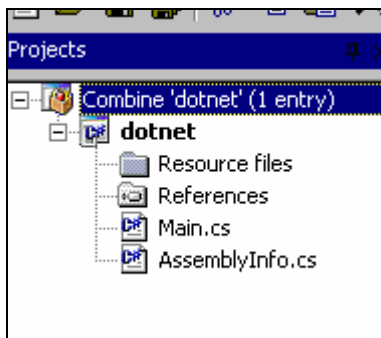 Projects
Combine 'dotnet' (1 entry)
dotnet
Resource files
References
Main.cs
AssemblyInfo.cs